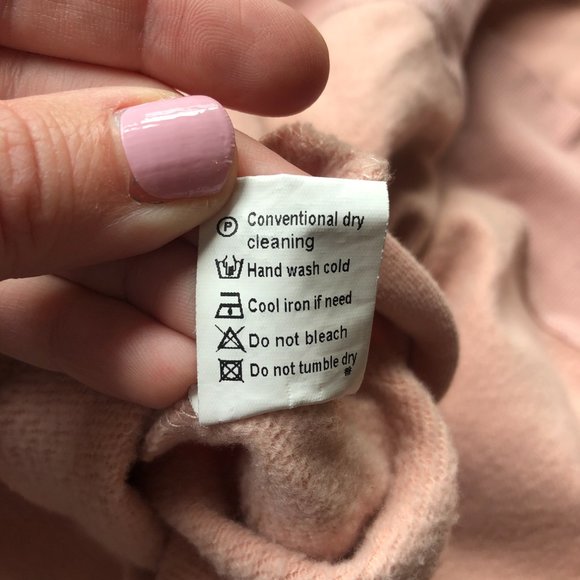 P Conventional dry
cleaning
Hand wash cold
Cool iron if need
Do not bleach
Do not tumble dry